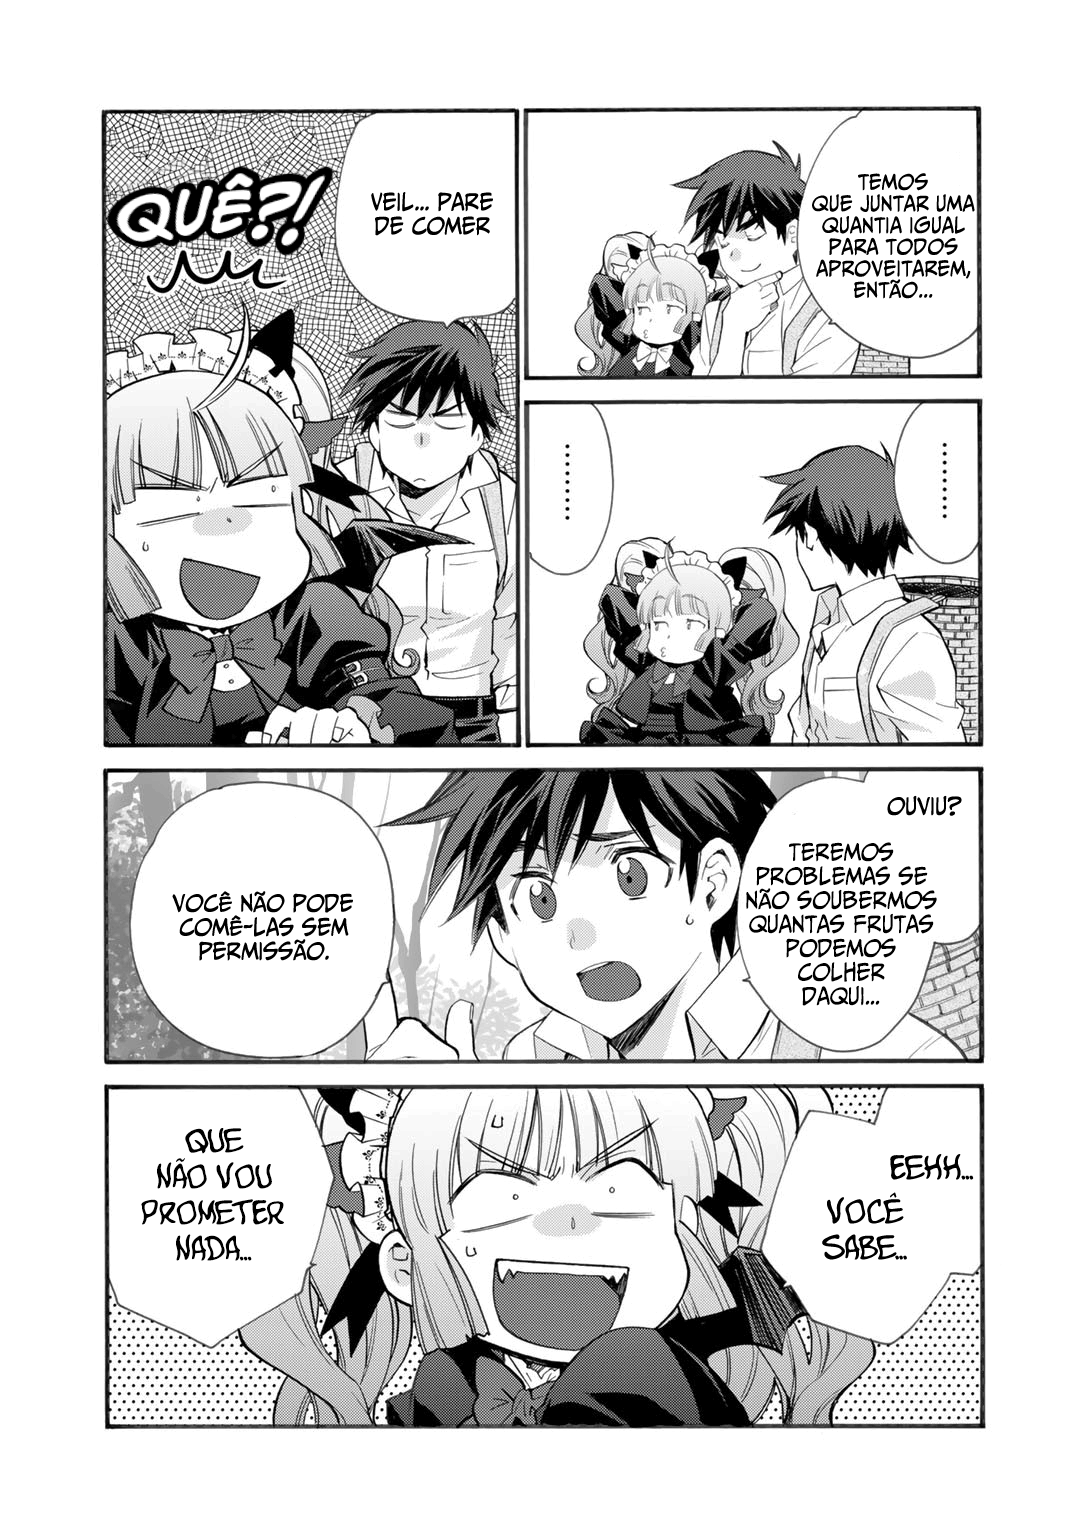 TEMOS
QUE JUNTAR UMA
QUANTIA IGUAL
PARA TODOS
APROVEITAREM,
ENTÃO...
.......
.......
VEIL... PARE
DE COMER
QUÊ?!
OUVIU?
TEREMOS
PROBLEMAS SE
NÃO SOUBERMOS
QUANTAS FRUTAS
PODEMOS
COLHER
DAQUI...
VOCÊ NÃO PODE
COMÊ-LAS SEM
PERMISSÃO.
EEHH...
VOCÊ
SABE...
QUE
NÃO VOU
PROMETER
NADA...